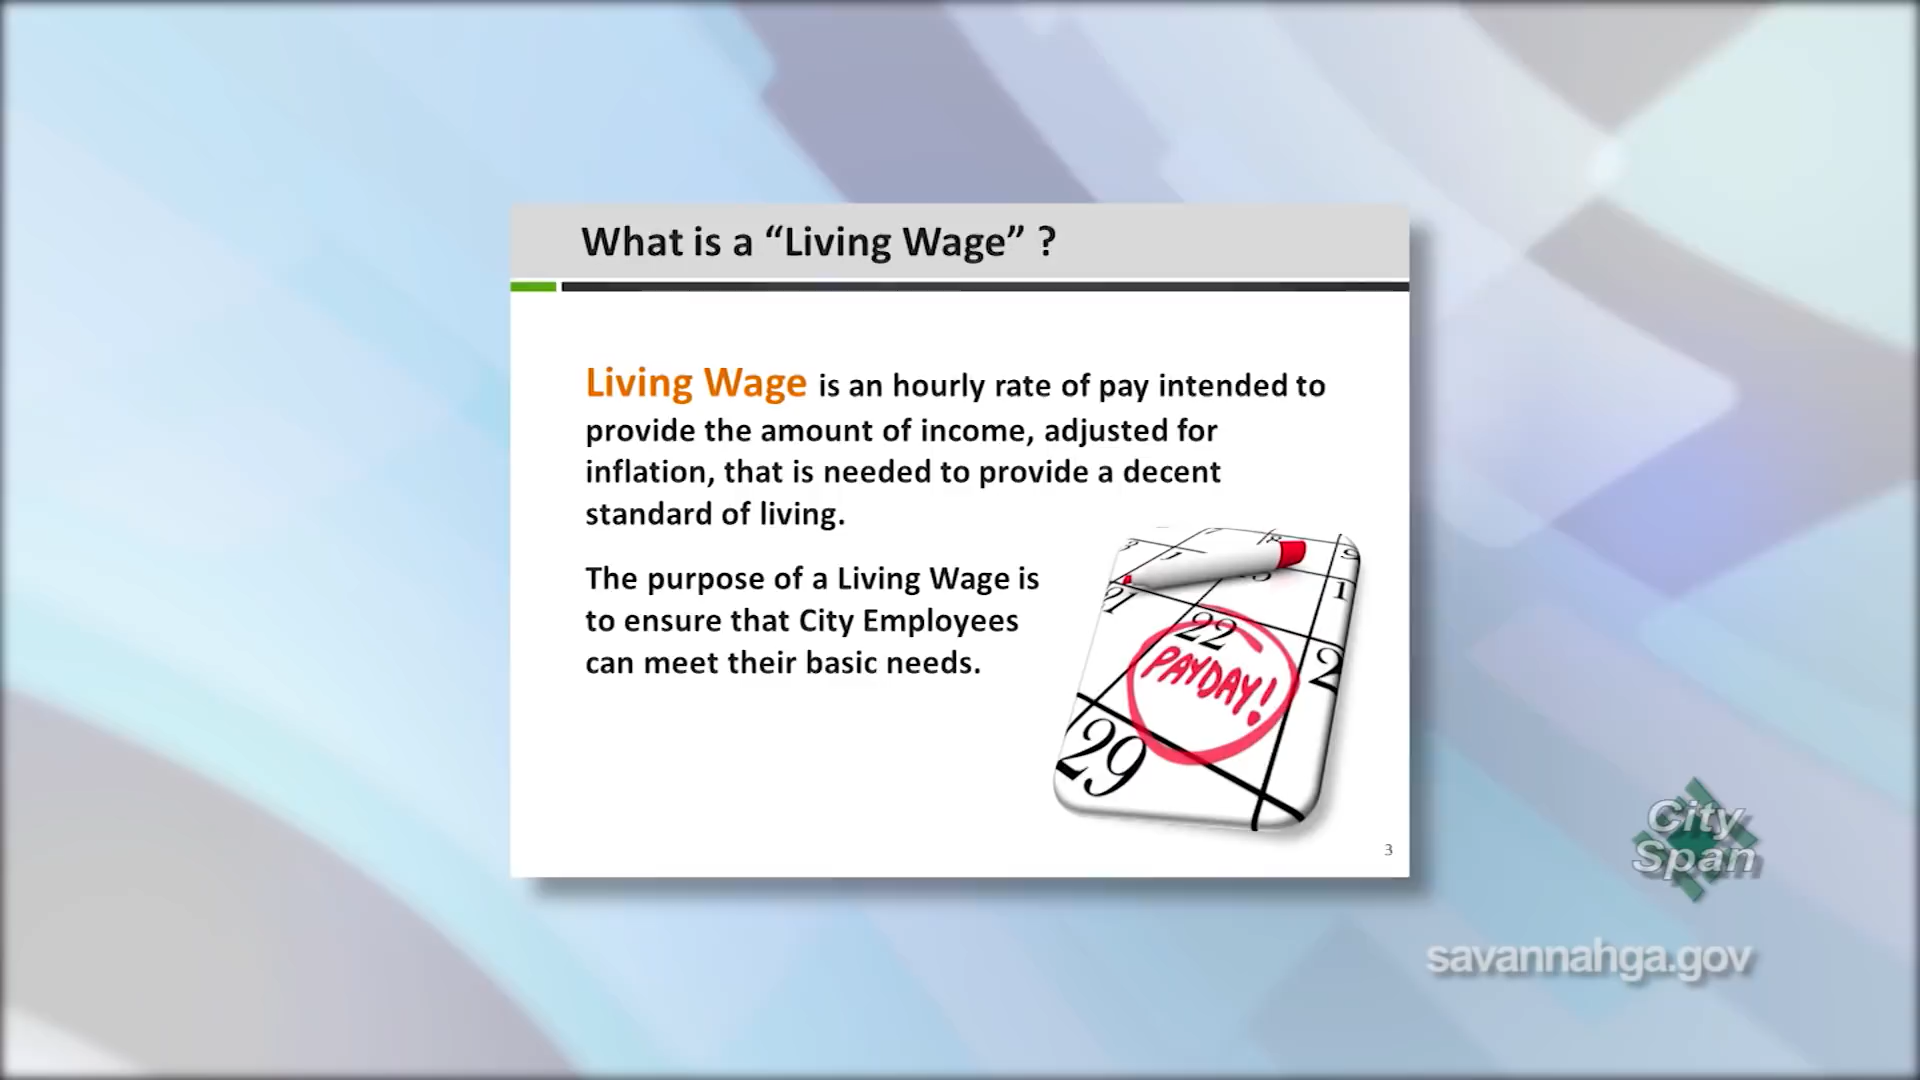 What is a “Living Wage” ?
Living Wage is an hourly rate of pay intended to
provide the amount of income, adjusted for
inflation, that is needed to provide a decent
standard of living.
The purpose of a Living Wage is
to ensure that City Employees
can meet their basic needs.
21
22
PAYDAY!
29
3
City
Span
savannahga.gov